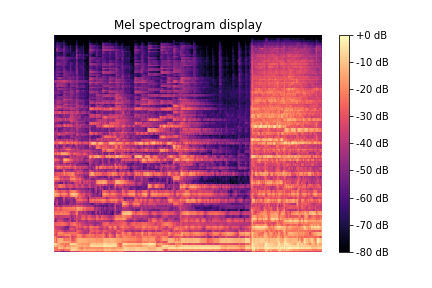 Mel spectrogram display
+0 dB
-10 dB
-20 dB
-30 dB
-40 dB
-50 dB
-60 dB
-70 dB
-80 dB